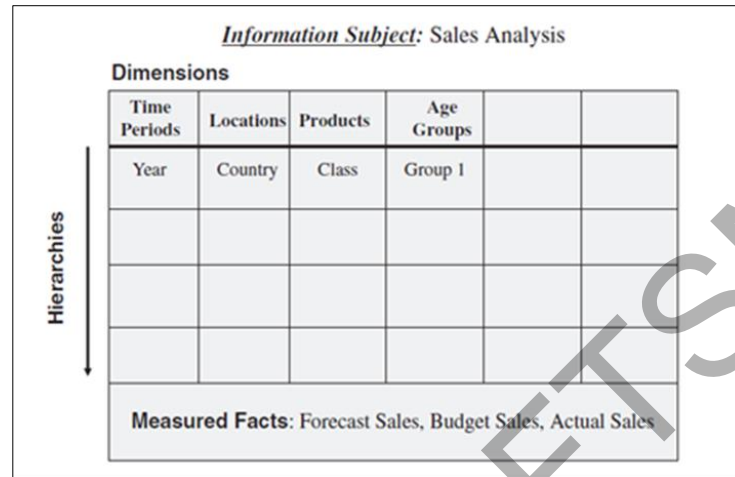 Information Subject: Sales Analysis
Dimensions
Time Periods Locations Products Age Groups
Year Country Class Group 1
Hierarchies
Measured Facts: Forecast Sales, Budget Sales, Actual Sales